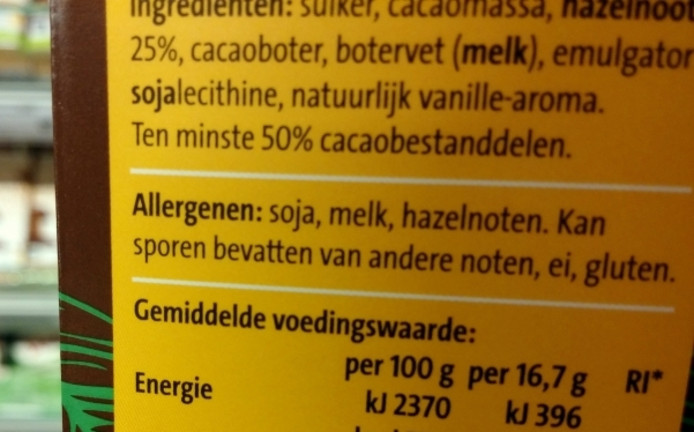 Ingrediënten: suiker, cacaomassa, hazelnoot
25%, cacaoboter, botervet (melk), emulgator
sojalecithine, natuurlijk vanille-aroma.
Ten minste 50% cacaobestanddelen.
Allergenen: soja, melk, hazelnoten. Kan
sporen bevatten van andere noten, ei, gluten.
Gemiddelde voedingswaarde:
per 100 g per 16,7 g RI*
Energie kJ 2370 kJ 396